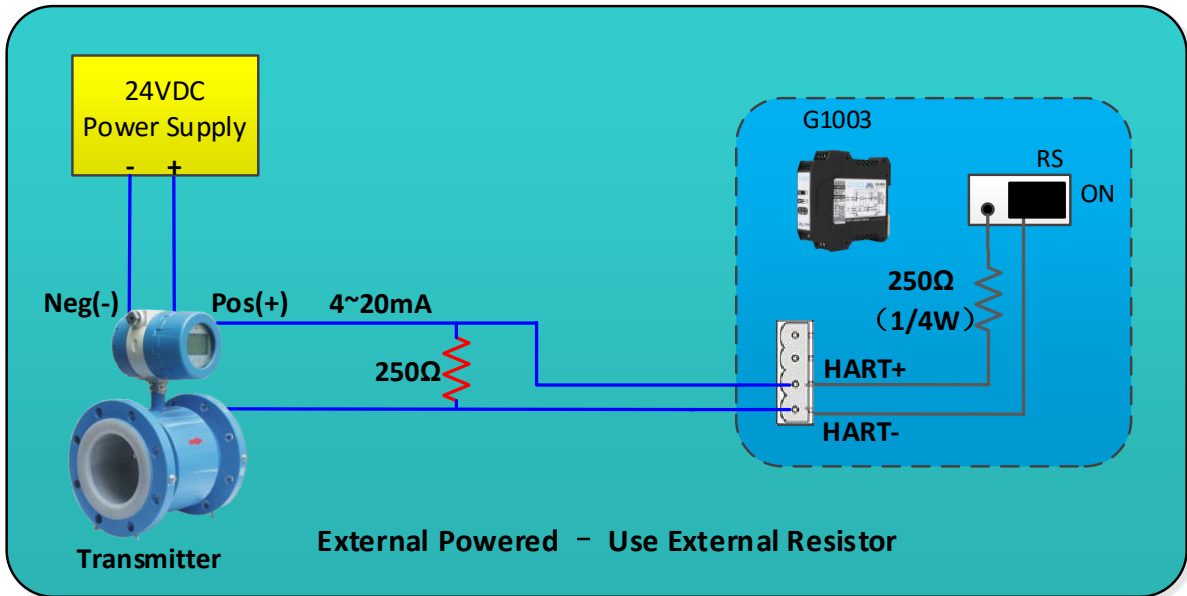 24VDC
Power Supply
- +
G1003
RS
ON
Neg(-) Pos(+) 4~20mA
250Ω
（1/4W）
250Ω
HART+
HART-
Transmitter
External Powered – Use External Resistor